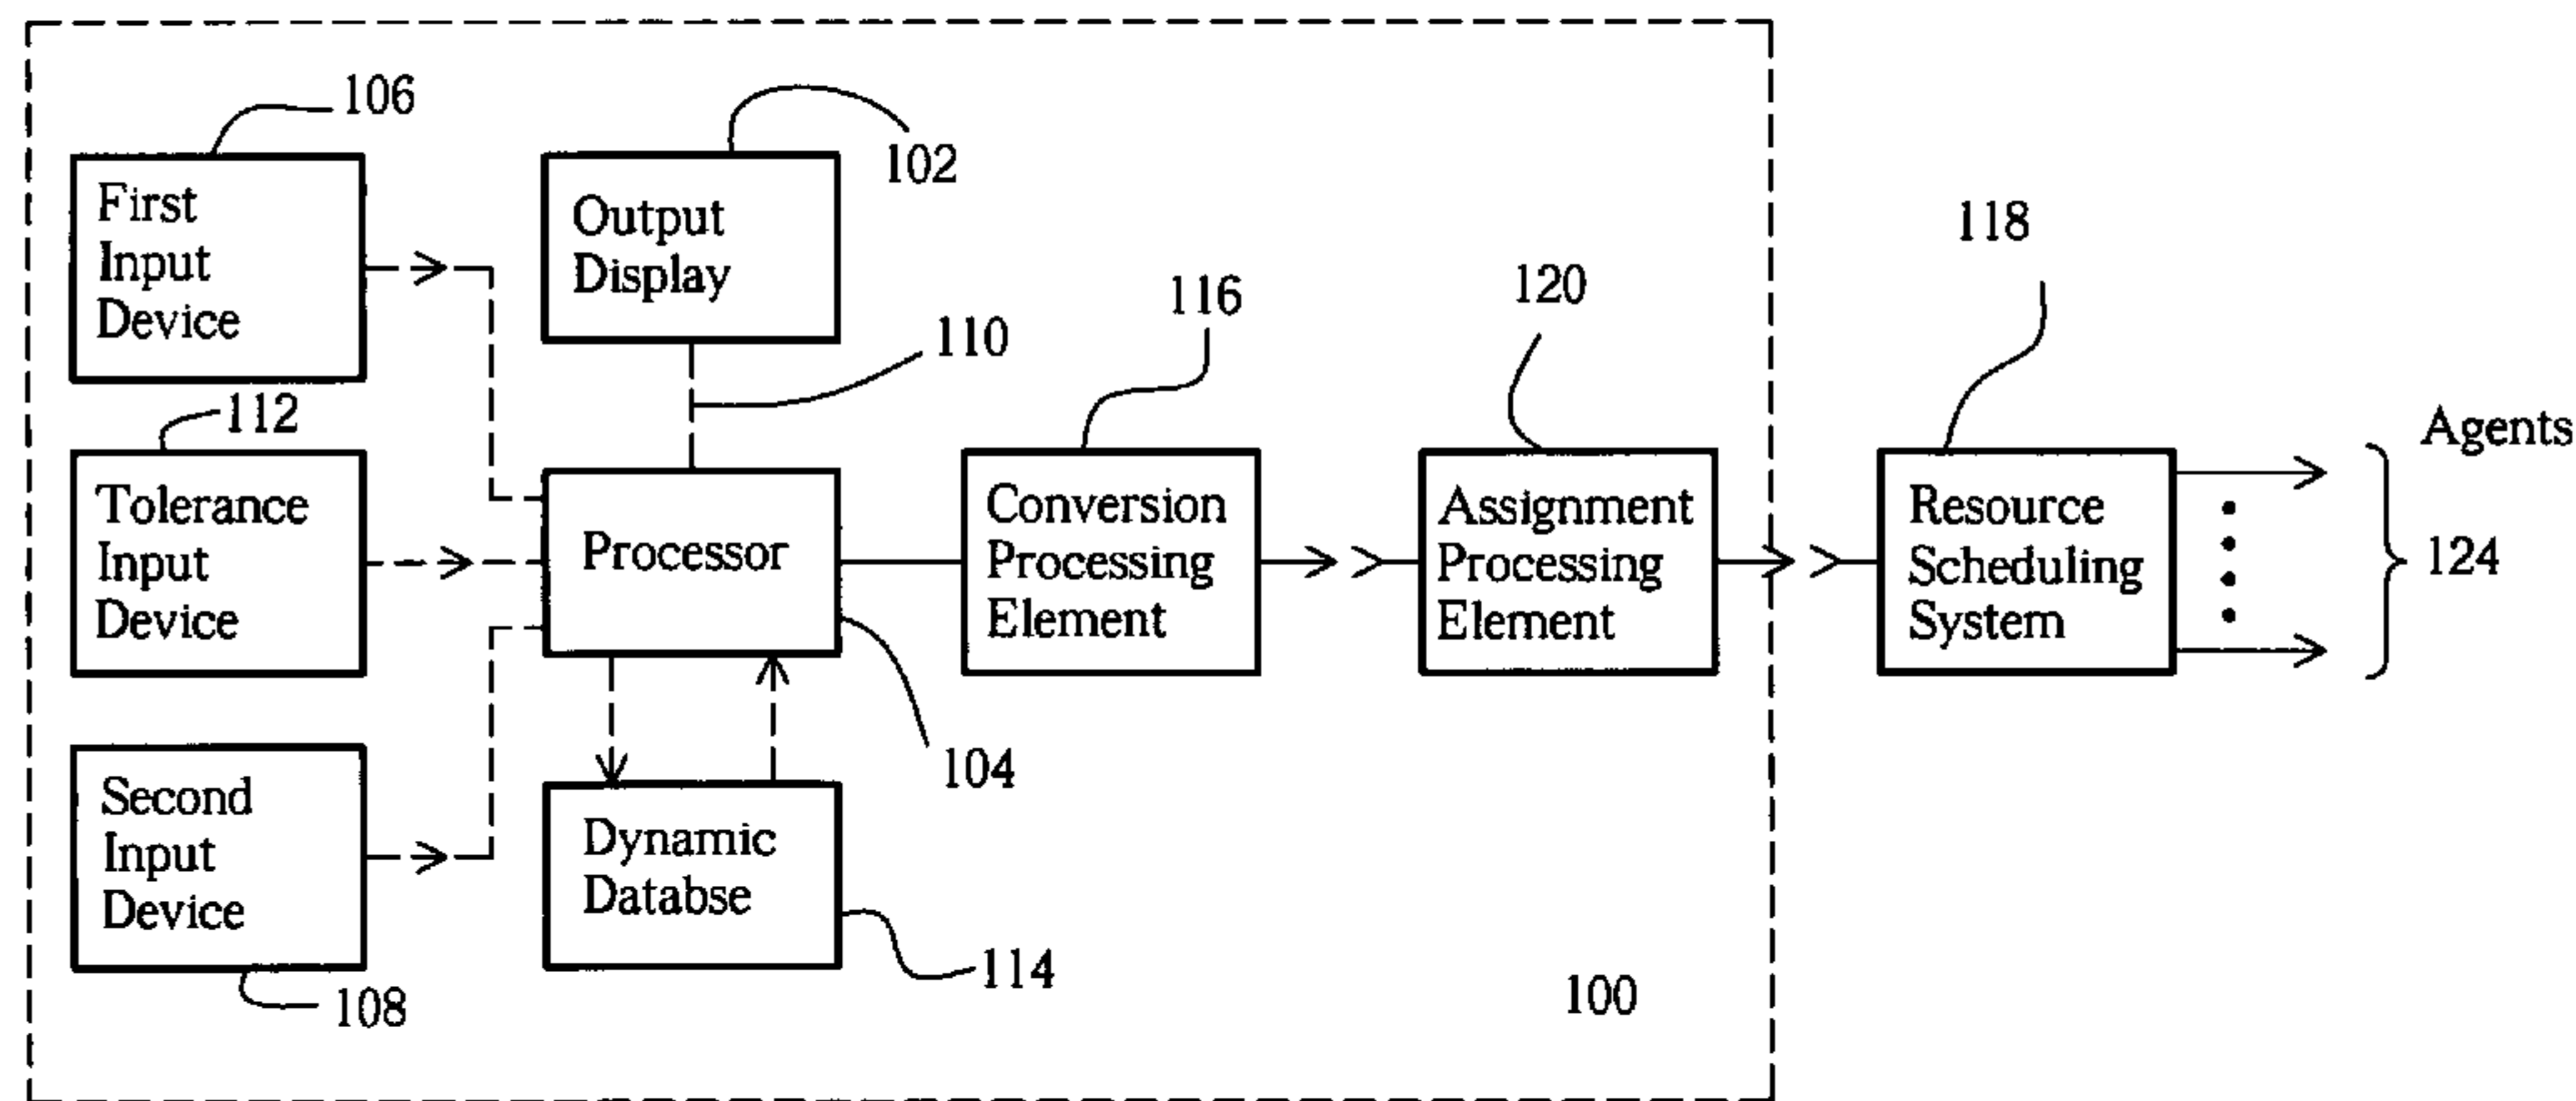 106
First
Input
Device
102
Output
Display
110
112
Tolerance
Input
Device
Processor
104
116
Conversion
Processing
Element
120
Assignment
Processing
Element
118
Resource
Scheduling
System
Agents
124
Second
Input
Device
108
Dynamic
Databse
114
100